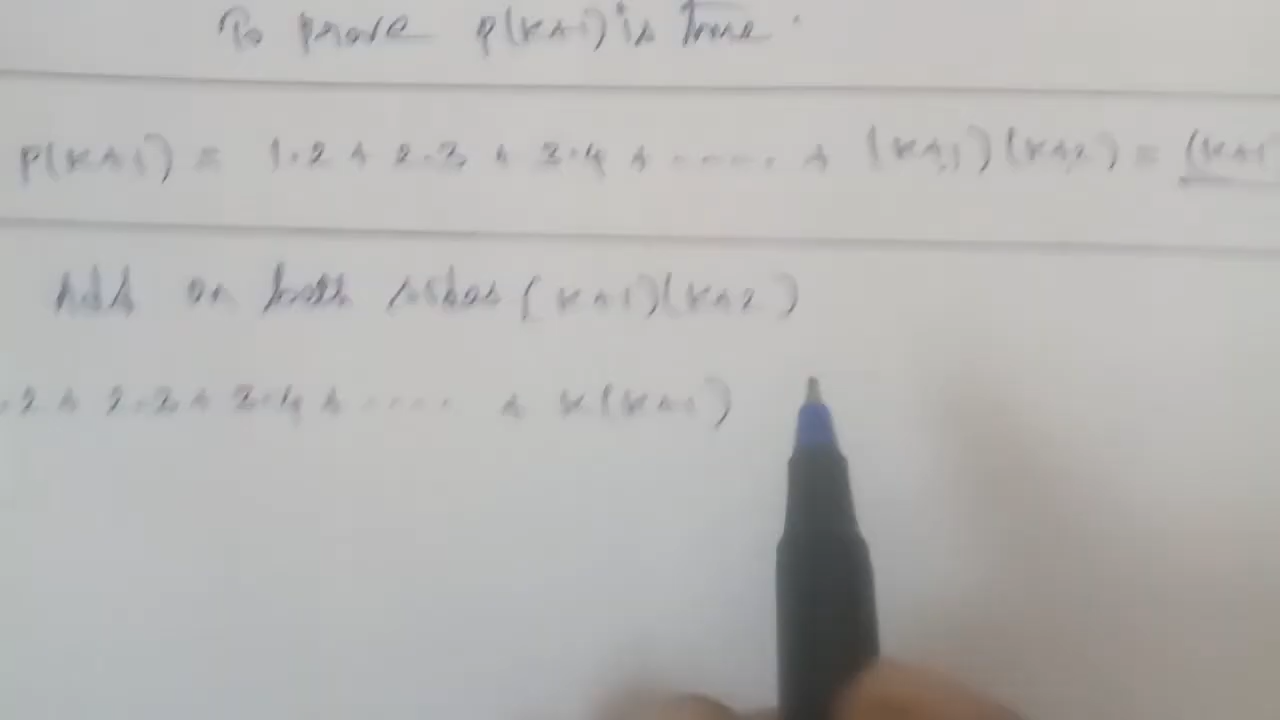 To prove P(k+1) is true.
P(k+1) = 1.2 + 2.3 + 3.4 + ..... + (k+1)(k+2) = (k+1
Add on both sides (k+1)(k+2)
.2 + 2.3 + 3.4 + .... + k(k+1)